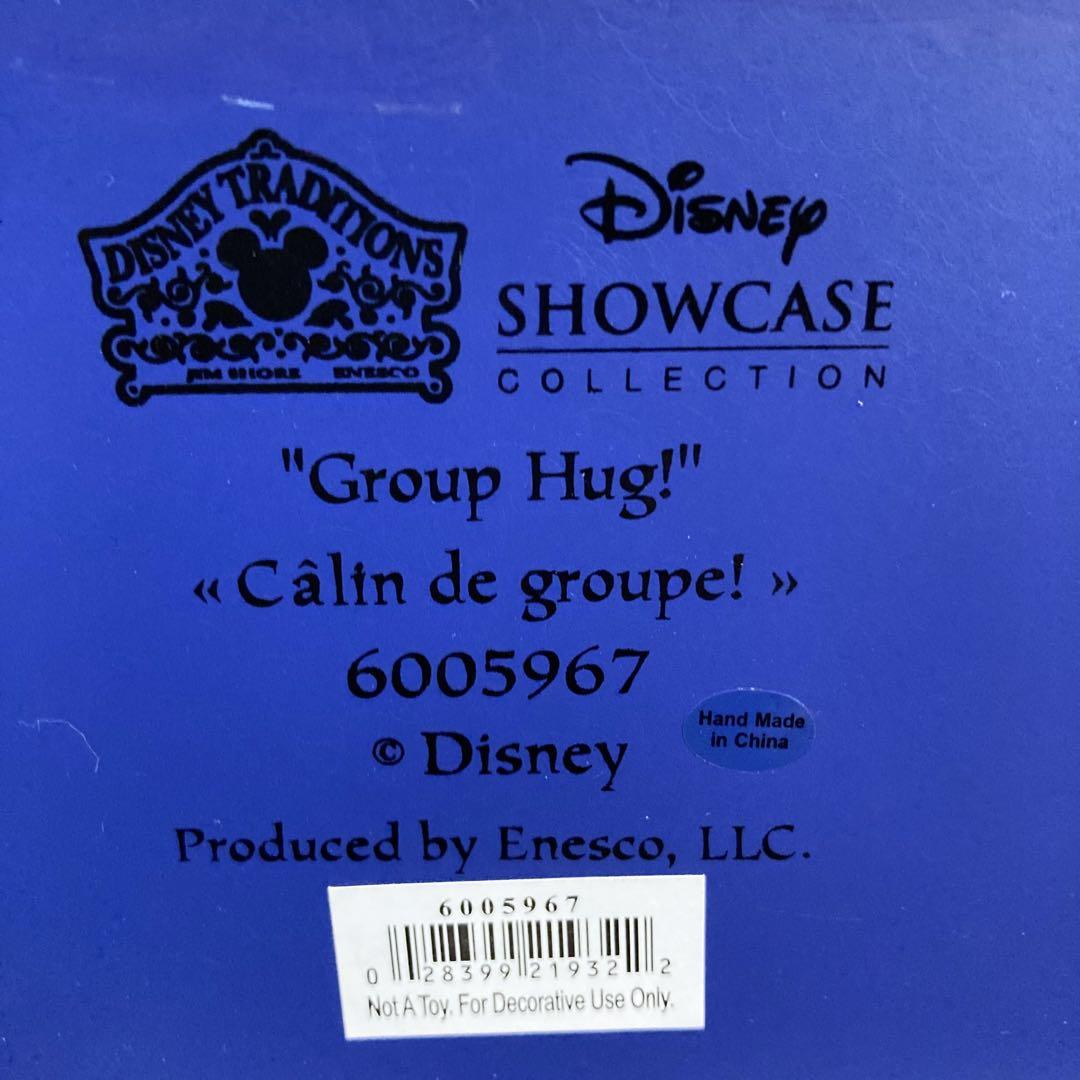 DISNEY TRADITIONS
JIM SHORE ENESCO
Disney
SHOWCASE
COLLECTION
"Group Hug!"
« Câlin de groupe! »
6005967
© Disney
Hand Made
in China
Produced by Enesco, LLC.
6005967
0 28399 21932 2
Not A Toy. For Decorative Use Only.